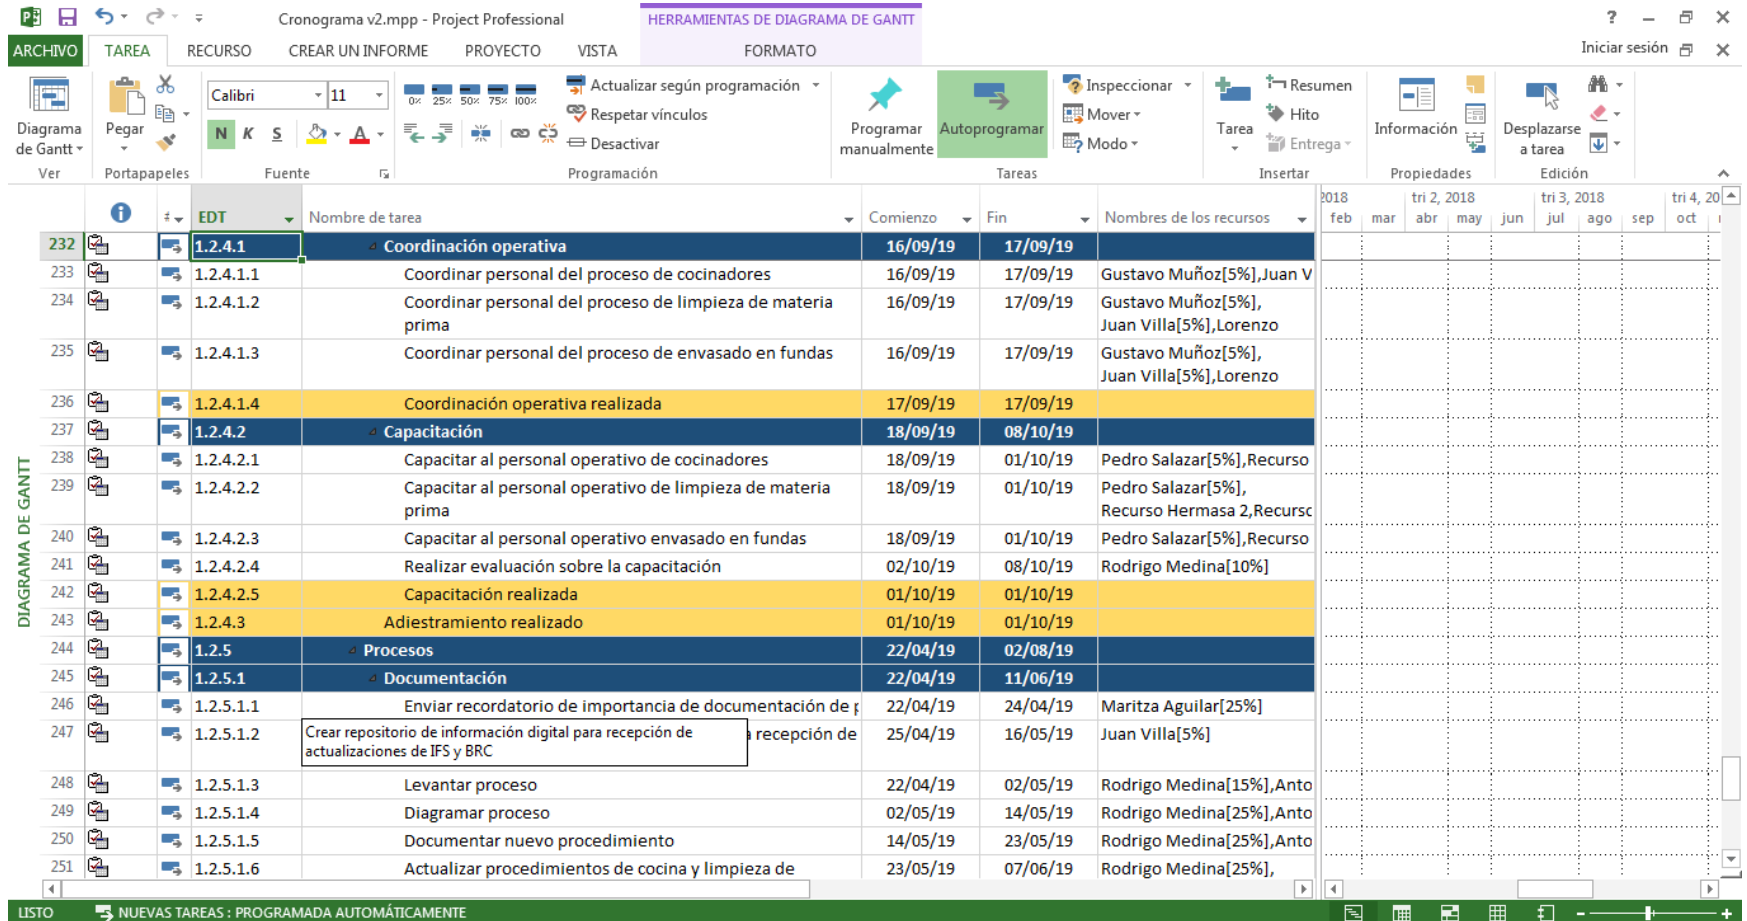 Cronograma v2.mpp - Project Professional
HERRAMIENTAS DE DIAGRAMA DE GANTT
ARCHIVO TAREA RECURSO CREAR UN INFORME PROYECTO VISTA FORMATO Iniciar sesión
Diagrama de Gantt
Ver
Pegar
Portapapeles
Calibri 11
N K S
Fuente
0% 25% 50% 75% 100%
Actualizar según programación
Respetar vínculos
Desactivar
Programación
Programar manualmente
Autoprogramar
Inspeccionar
Mover
Modo
Tareas
Tarea
Resumen
Hito
Entrega
Insertar
Información
Propiedades
Desplazarse a tarea
Edición
EDT Nombre de tarea Comienzo Fin Nombres de los recursos
2018 tri 2, 2018 tri 3, 2018 tri 4, 20
feb mar abr may jun jul ago sep oct
232 1.2.4.1 Coordinación operativa 16/09/19 17/09/19
233 1.2.4.1.1 Coordinar personal del proceso de cocinadores 16/09/19 17/09/19 Gustavo Muñoz[5%],Juan V
234 1.2.4.1.2 Coordinar personal del proceso de limpieza de materia 16/09/19 17/09/19 Gustavo Muñoz[5%],
prima Juan Villa[5%],Lorenzo
235 1.2.4.1.3 Coordinar personal del proceso de envasado en fundas 16/09/19 17/09/19 Gustavo Muñoz[5%],
Juan Villa[5%],Lorenzo
236 1.2.4.1.4 Coordinación operativa realizada 17/09/19 17/09/19
237 1.2.4.2 Capacitación 18/09/19 08/10/19
238 1.2.4.2.1 Capacitar al personal operativo de cocinadores 18/09/19 01/10/19 Pedro Salazar[5%],Recurso
239 1.2.4.2.2 Capacitar al personal operativo de limpieza de materia 18/09/19 01/10/19 Pedro Salazar[5%],
prima Recurso Hermasa 2,Recurso
240 1.2.4.2.3 Capacitar al personal operativo envasado en fundas 18/09/19 01/10/19 Pedro Salazar[5%],Recurso
241 1.2.4.2.4 Realizar evaluación sobre la capacitación 02/10/19 08/10/19 Rodrigo Medina[10%]
242 1.2.4.2.5 Capacitación realizada 01/10/19 01/10/19
243 1.2.4.3 Adiestramiento realizado 01/10/19 01/10/19
244 1.2.5 Procesos 22/04/19 02/08/19
245 1.2.5.1 Documentación 22/04/19 11/06/19
246 1.2.5.1.1 Enviar recordatorio de importancia de documentación de p 22/04/19 24/04/19 Maritza Aguilar[25%]
247 1.2.5.1.2 a recepción de 25/04/19 16/05/19 Juan Villa[5%]
Crear repositorio de información digital para recepción de
actualizaciones de IFS y BRC
248 1.2.5.1.3 Levantar proceso 22/04/19 02/05/19 Rodrigo Medina[15%],Anto
249 1.2.5.1.4 Diagramar proceso 02/05/19 14/05/19 Rodrigo Medina[25%],Anto
250 1.2.5.1.5 Documentar nuevo procedimiento 14/05/19 23/05/19 Rodrigo Medina[25%],Anto
251 1.2.5.1.6 Actualizar procedimientos de cocina y limpieza de 23/05/19 07/06/19 Rodrigo Medina[25%],
DIAGRAMA DE GANTT
LISTO NUEVAS TAREAS : PROGRAMADA AUTOMÁTICAMENTE